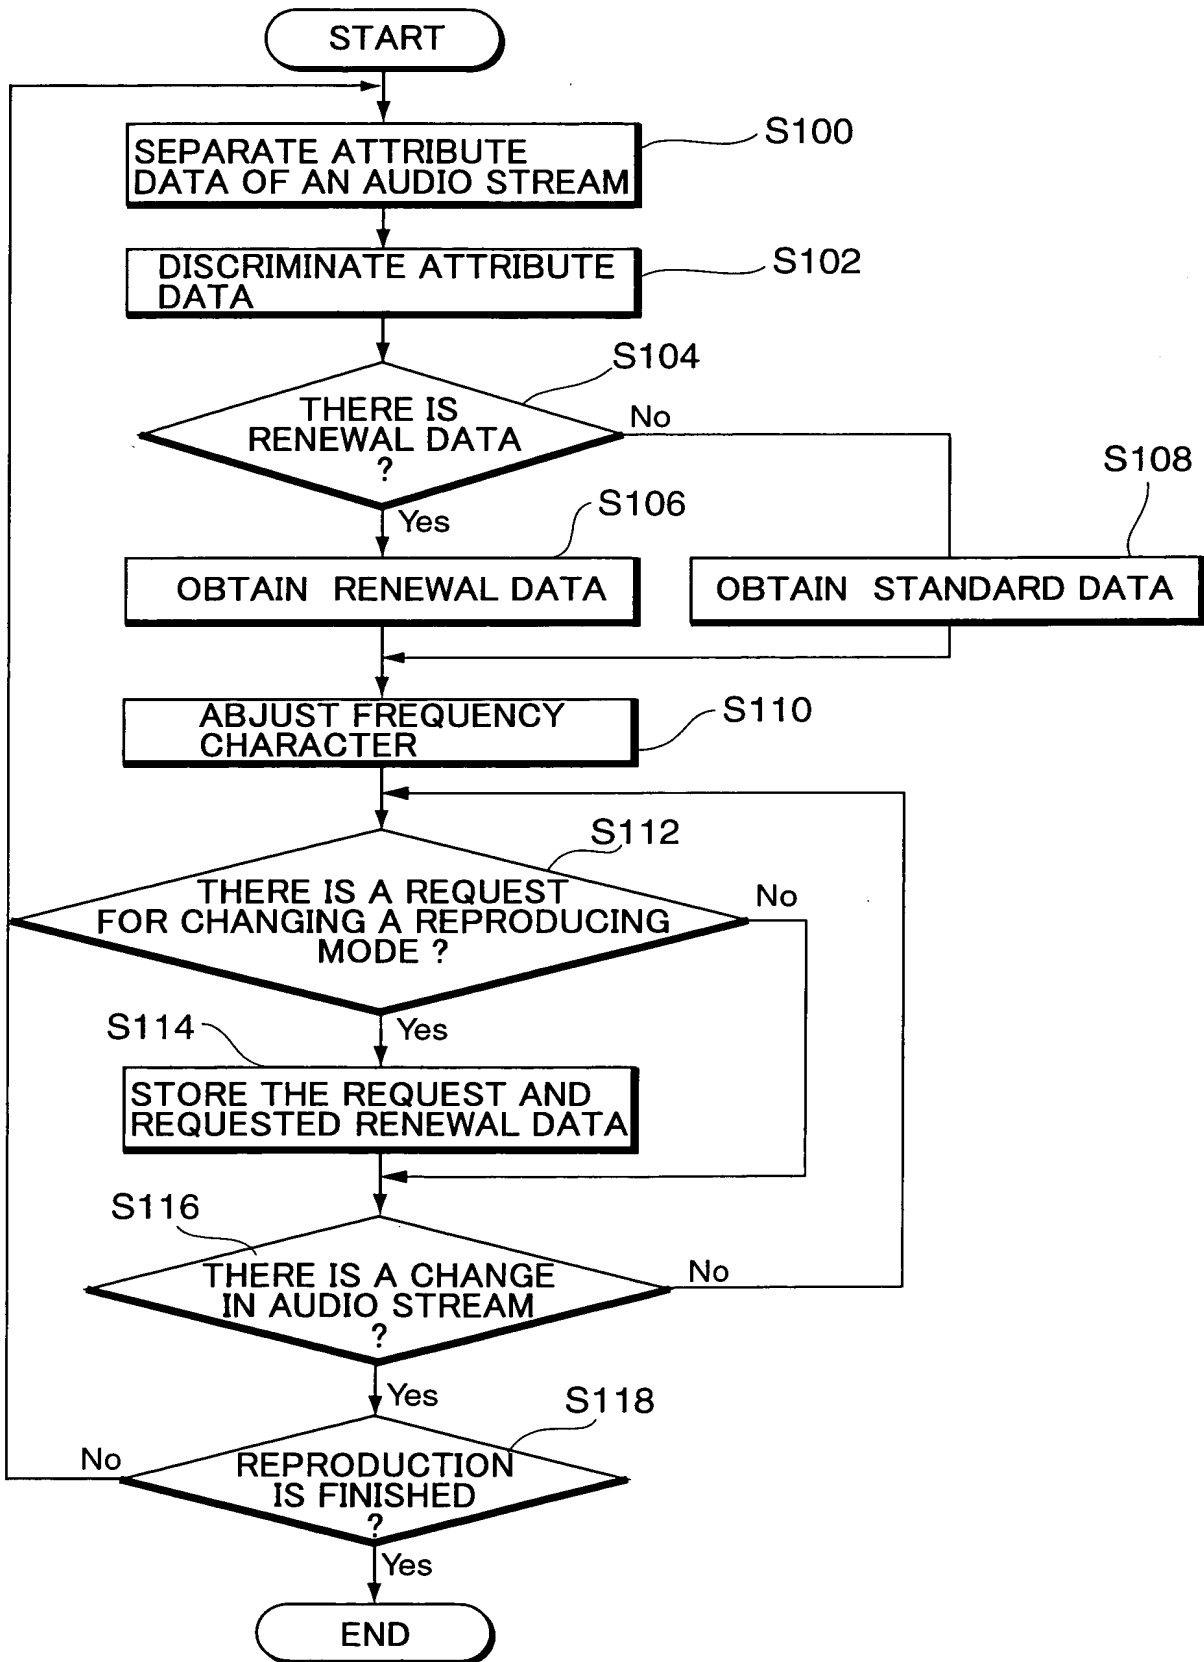 START
S100
SEPARATE ATTRIBUTE
DATA OF AN AUDIO STREAM
S102
DISCRIMINATE ATTRIBUTE
DATA
S104
THERE IS
RENEWAL DATA
?
No
Yes
S106
S108
OBTAIN RENEWAL DATA
OBTAIN STANDARD DATA
ABJUST FREQUENCY
CHARACTER
S110
S112
THERE IS A REQUEST
FOR CHANGING A REPRODUCING
MODE ?
No
Yes
S114
STORE THE REQUEST AND
REQUESTED RENEWAL DATA
S116
THERE IS A CHANGE
IN AUDIO STREAM
?
No
Yes
S118
REPRODUCTION
IS FINISHED
?
No
Yes
END